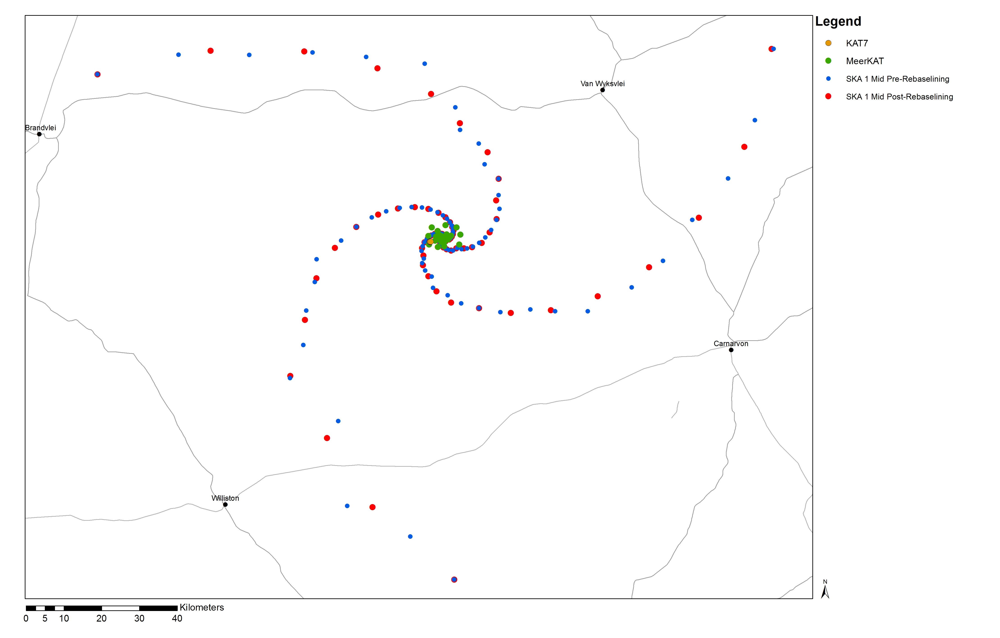 Legend
KAT7
MeerKAT
SKA 1 Mid Pre-Rebaselining
Van Wyksvlei
SKA 1 Mid Post-Rebaselining
Brandvlei
Carnarvon
Williston
N
Kilometers
0 5 10 20 30 40